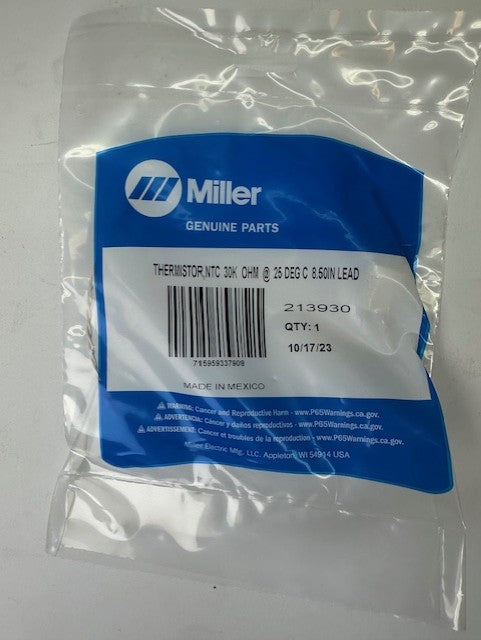 Miller
GENUINE PARTS
THERMISTOR,NTC 30K OHM @ 25 DEG C 8.50IN LEAD
213930
QTY: 1
10/17/23
715959337909
MADE IN MEXICO
WARNING: Cancer and Reproductive Harm - www.P65Warnings.ca.gov.
ADVERTENCIA: Cáncer y daños reproductivos - www.P65Warnings.ca.gov.
AVERTISSEMENT: Cancer et troubles de la reproduction - www.P65Warnings.ca.gov.
Miller Electric Mfg. LLC. Appleton, WI 54914 USA